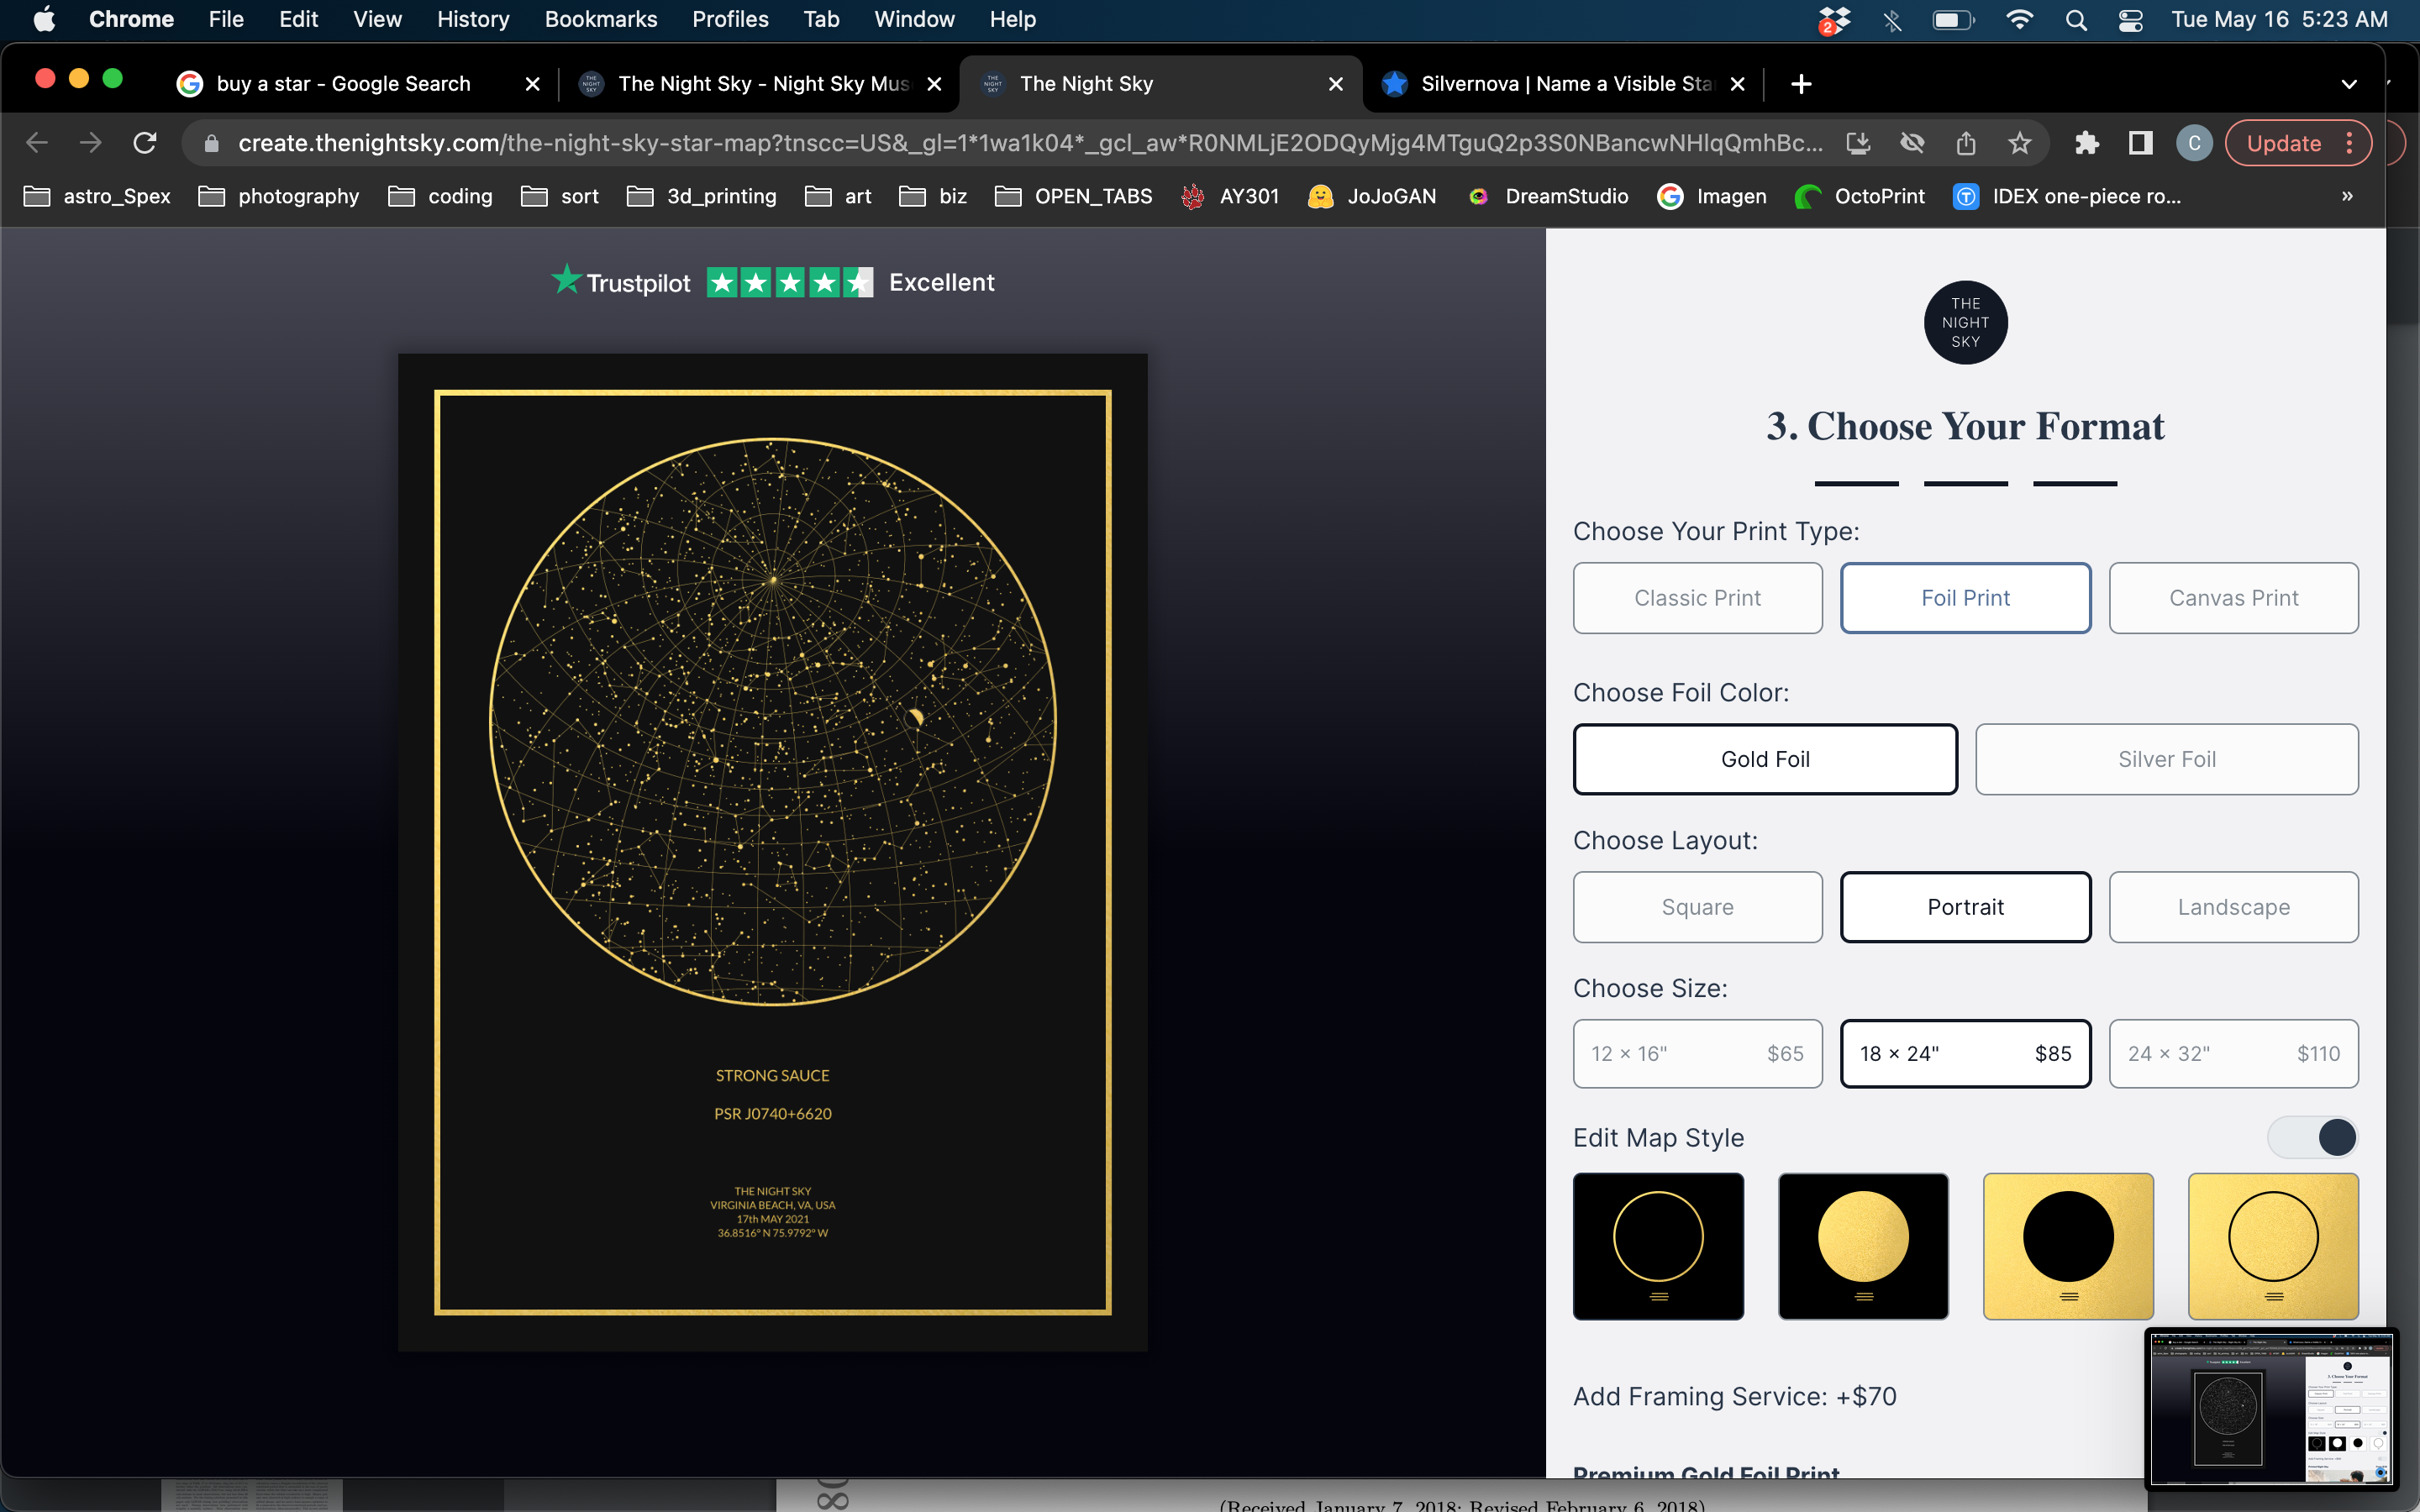 Chrome File Edit View History Bookmarks Profiles Tab Window Help 2 Tue May 16 5:23 AM
buy a star - Google Search
The Night Sky - Night Sky Mus
The Night Sky
Silvernova | Name a Visible Sta
create.thenightsky.com/the-night-sky-star-map?tnscc=US&_gl=1*1wa1k04*_gcl_aw*R0NMLjE2ODQyMjg4MTguQ2p3S0NBancwNHlqQmhBc... C Update
astro_Spex photography coding sort 3d_printing art biz OPEN_TABS AY301 JoJoGAN DreamStudio Imagen OctoPrint IDEX one-piece ro... »
Trustpilot Excellent
STRONG SAUCE
PSR J0740+6620
THE NIGHT SKY
VIRGINIA BEACH, VA, USA
17th MAY 2021
36.8516° N 75.9792° W
THE
NIGHT
SKY
3. Choose Your Format
Choose Your Print Type:
Classic Print Foil Print Canvas Print
Choose Foil Color:
Gold Foil Silver Foil
Choose Layout:
Square Portrait Landscape
Choose Size:
12 × 16" $65 18 × 24" $85 24 × 32" $110
Edit Map Style
Add Framing Service: +$70
Premium Gold Foil Print
(Received January 7, 2018; Revised February 6, 2018)